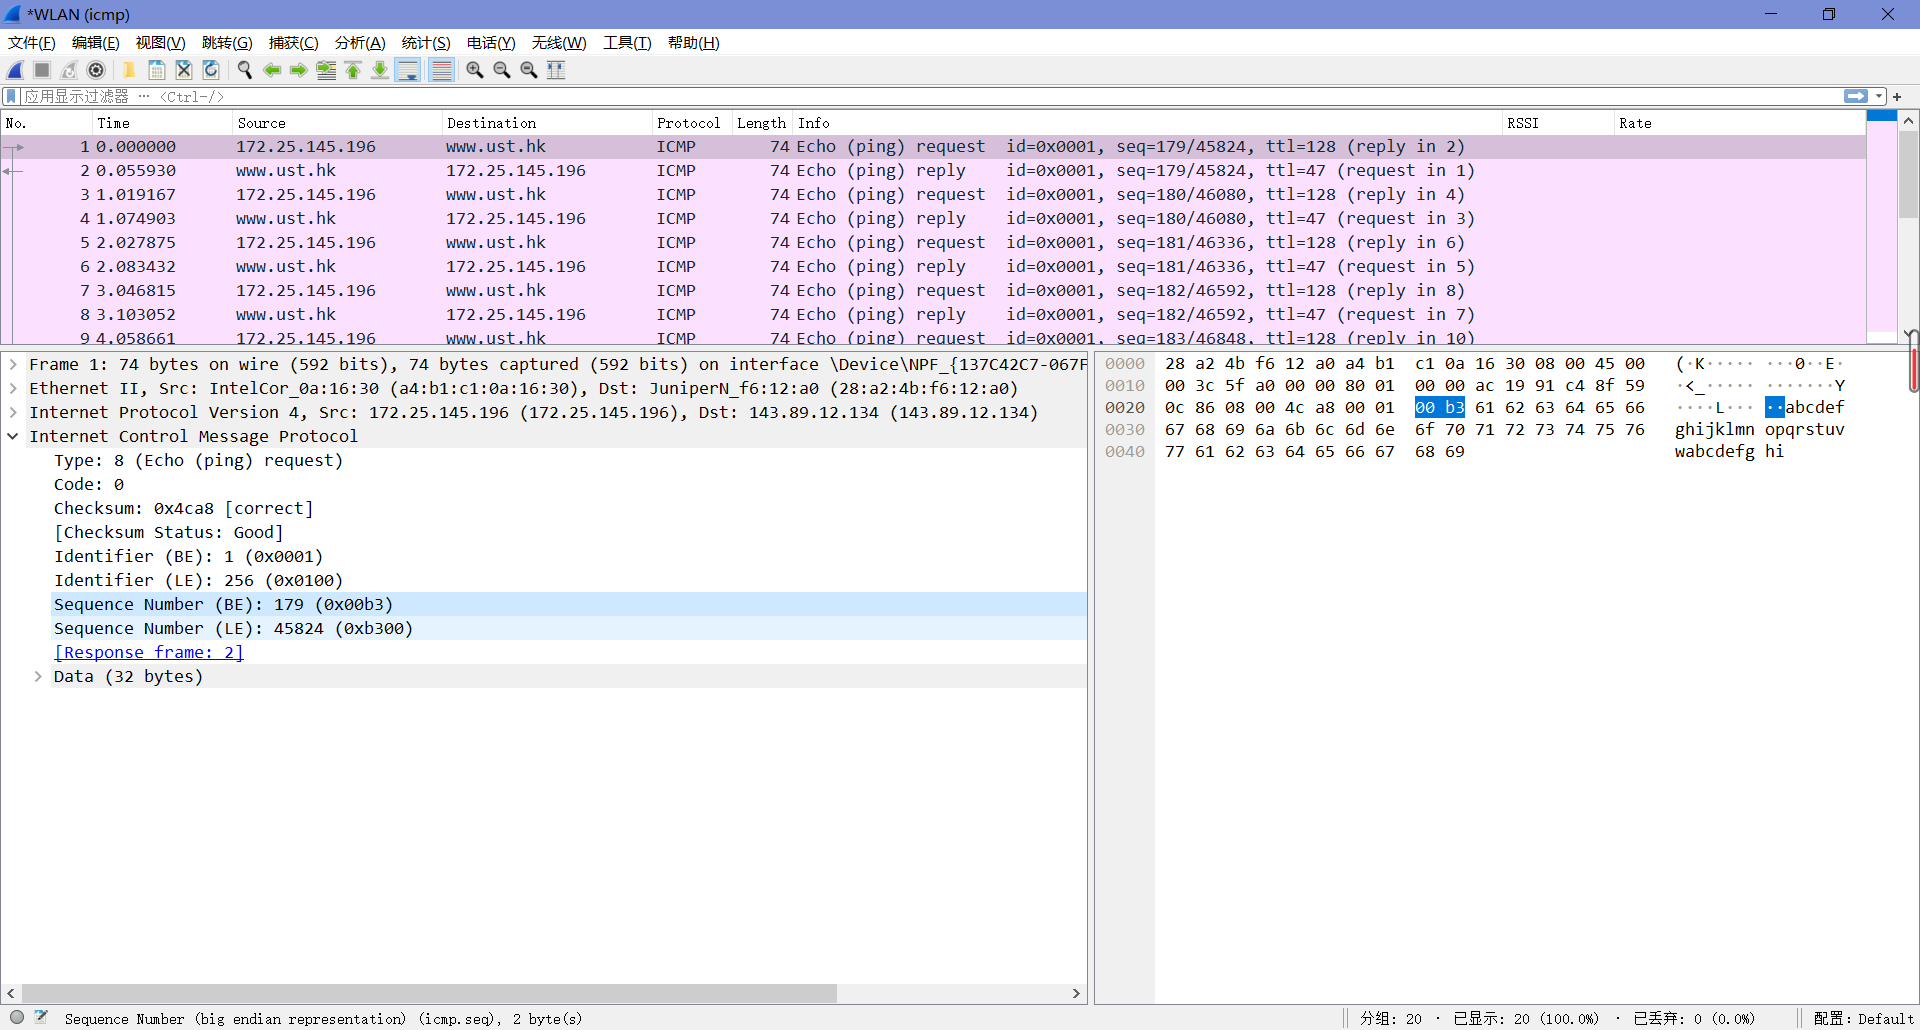 *WLAN (icmp)
文件(F) 编辑(E) 视图(V) 跳转(G) 捕获(C) 分析(A) 统计(S) 电话(Y) 无线(W) 工具(T) 帮助(H)
应用显示过滤器 … <Ctrl-/>
No. Time Source Destination Protocol Length Info RSSI Rate
1 0.000000 172.25.145.196 www.ust.hk ICMP 74 Echo (ping) request id=0x0001, seq=179/45824, ttl=128 (reply in 2)
2 0.055930 www.ust.hk 172.25.145.196 ICMP 74 Echo (ping) reply id=0x0001, seq=179/45824, ttl=47 (request in 1)
3 1.019167 172.25.145.196 www.ust.hk ICMP 74 Echo (ping) request id=0x0001, seq=180/46080, ttl=128 (reply in 4)
4 1.074903 www.ust.hk 172.25.145.196 ICMP 74 Echo (ping) reply id=0x0001, seq=180/46080, ttl=47 (request in 3)
5 2.027875 172.25.145.196 www.ust.hk ICMP 74 Echo (ping) request id=0x0001, seq=181/46336, ttl=128 (reply in 6)
6 2.083432 www.ust.hk 172.25.145.196 ICMP 74 Echo (ping) reply id=0x0001, seq=181/46336, ttl=47 (request in 5)
7 3.046815 172.25.145.196 www.ust.hk ICMP 74 Echo (ping) request id=0x0001, seq=182/46592, ttl=128 (reply in 8)
8 3.103052 www.ust.hk 172.25.145.196 ICMP 74 Echo (ping) reply id=0x0001, seq=182/46592, ttl=47 (request in 7)
9 4.058661 172.25.145.196 www.ust.hk ICMP 74 Echo (ping) request id=0x0001, seq=183/46848, ttl=128 (reply in 10)
Frame 1: 74 bytes on wire (592 bits), 74 bytes captured (592 bits) on interface \Device\NPF_{137C42C7-067F
Ethernet II, Src: IntelCor_0a:16:30 (a4:b1:c1:0a:16:30), Dst: JuniperN_f6:12:a0 (28:a2:4b:f6:12:a0)
Internet Protocol Version 4, Src: 172.25.145.196 (172.25.145.196), Dst: 143.89.12.134 (143.89.12.134)
Internet Control Message Protocol
Type: 8 (Echo (ping) request)
Code: 0
Checksum: 0x4ca8 [correct]
[Checksum Status: Good]
Identifier (BE): 1 (0x0001)
Identifier (LE): 256 (0x0100)
Sequence Number (BE): 179 (0x00b3)
Sequence Number (LE): 45824 (0xb300)
[Response frame: 2]
Data (32 bytes)
0000 28 a2 4b f6 12 a0 a4 b1 c1 0a 16 30 08 00 45 00 (·K····· ···0··E·
0010 00 3c 5f a0 00 00 80 01 00 00 ac 19 91 c4 8f 59 ·<_····· ·······Y
0020 0c 86 08 00 4c a8 00 01 00 b3 61 62 63 64 65 66 ····L··· ··abcdef
0030 67 68 69 6a 6b 6c 6d 6e 6f 70 71 72 73 74 75 76 ghijklmn opqrstuv
0040 77 61 62 63 64 65 66 67 68 69 wabcdefg hi
Sequence Number (big endian representation) (icmp.seq), 2 byte(s) 分组: 20 · 已显示: 20 (100.0%) · 已丢弃: 0 (0.0%) 配置: Default